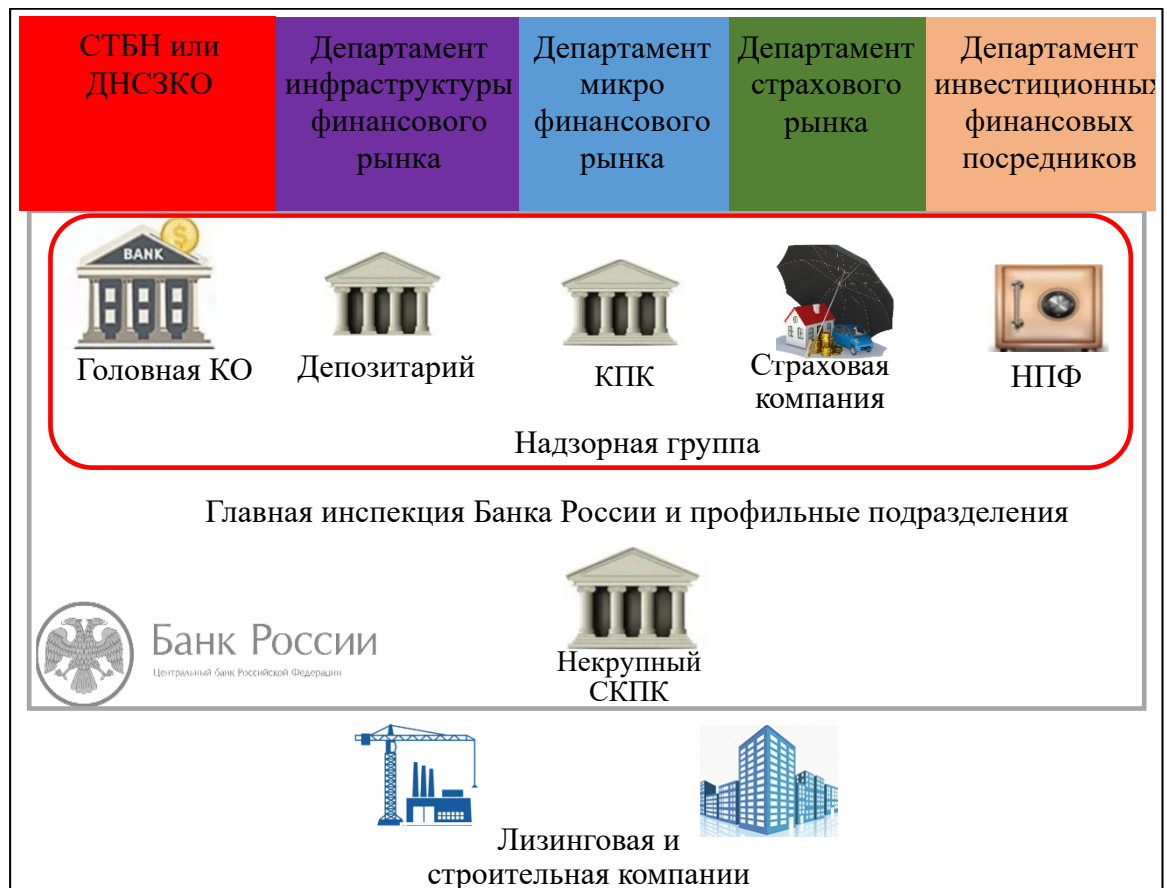 СТБН или
ДНСЗКО
Департамент
инфраструктуры
финансового
рынка
Департамент
микро
финансового
рынка
Департамент
страхового
рынка
Департамент
инвестиционных
финансовых
посредников
BANK
Головная КО
Депозитарий
КПК
Страховая
компания
НПФ
Надзорная группа
Главная инспекция Банка России и профильные подразделения
Банк России
Центральный банк Российской Федерации
Некрупный
СКПК
Лизинговая и
строительная компании